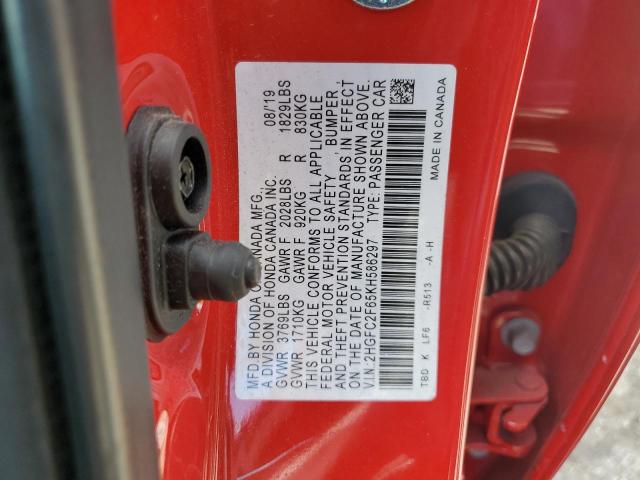 MFD.BY HONDA OF CANADA MFG., 08/19
A DIVISION OF HONDA CANADA INC.
GVWR 3769LBS GAWR F 2028LBS R 1829LBS
GVWR 1710KG GAWR F 920KG R 830KG
THIS VEHICLE CONFORMS TO ALL APPLICABLE
FEDERAL MOTOR VEHICLE SAFETY, BUMPER,
AND THEFT PREVENTION STANDARDS IN EFFECT
ON THE DATE OF MANUFACTURE SHOWN ABOVE.
V.I.N. 2HGFC2F65KH586297 TYPE: PASSENGER CAR
TBD K LF6 -R513 -A -H
MADE IN CANADA